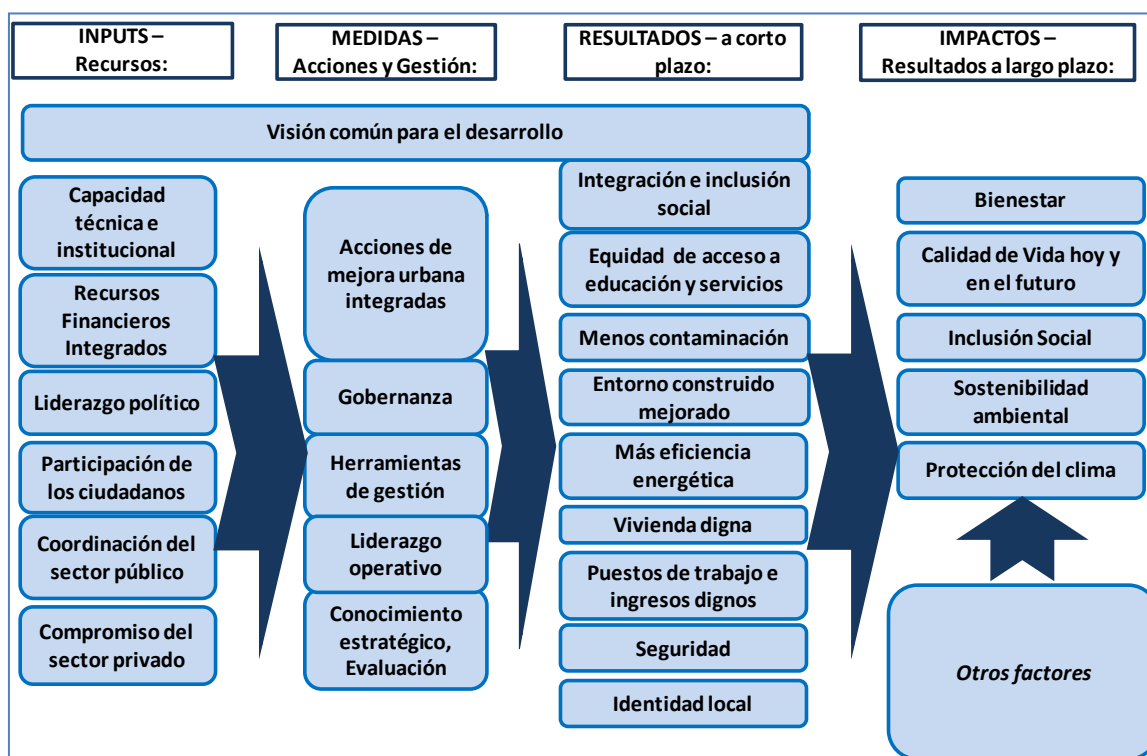 INPUTS –
Recursos:
MEDIDAS –
Acciones y Gestión:
RESULTADOS – a corto
plazo:
IMPACTOS –
Resultados a largo plazo:
Visión común para el desarrollo
Capacidad
técnica e
institucional
Recursos
Financieros
Integrados
Liderazgo político
Participación de
los ciudadanos
Coordinación del
sector público
Compromiso del
sector privado
Acciones de
mejora urbana
integradas
Gobernanza
Herramientas
de gestión
Liderazgo
operativo
Conocimiento
estratégico,
Evaluación
Integración e inclusión
social
Equidad de acceso a
educación y servicios
Menos contaminación
Entorno construido
mejorado
Más eficiencia
energética
Vivienda digna
Puestos de trabajo e
ingresos dignos
Seguridad
Identidad local
Bienestar
Calidad de Vida hoy y
en el futuro
Inclusión Social
Sostenibilidad
ambiental
Protección del clima
Otros factores